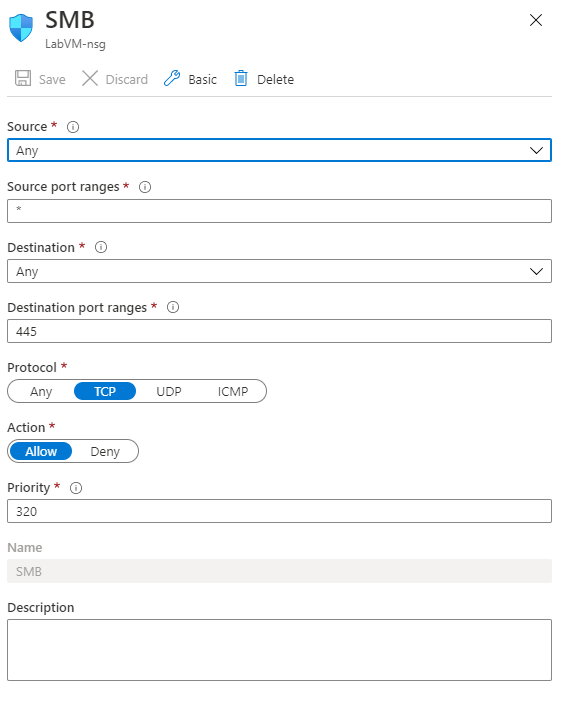 SMB
LabVM-nsg
Save Discard Basic Delete
Source *
Any
Source port ranges *
*
Destination *
Any
Destination port ranges *
445
Protocol *
Any TCP UDP ICMP
Action *
Allow Deny
Priority *
320
Name
SMB
Description